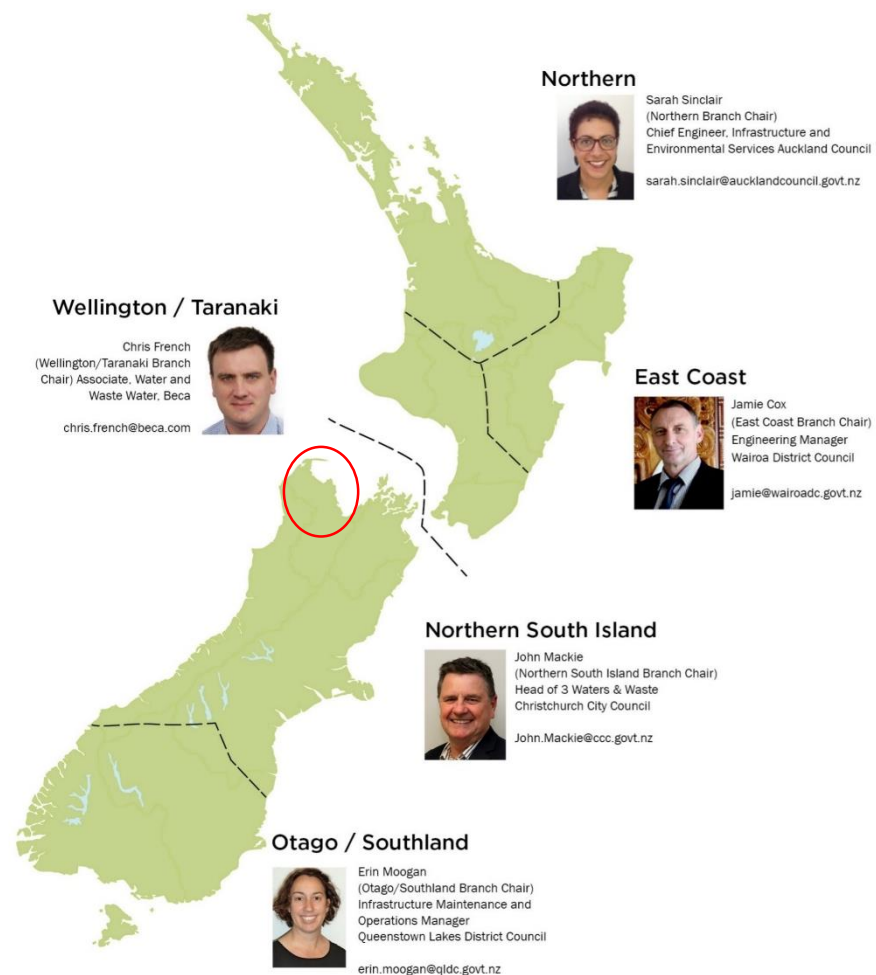 Northern
Sarah Sinclair
(Northern Branch Chair)
Chief Engineer, Infrastructure and
Environmental Services Auckland Council
sarah.sinclair@aucklandcouncil.govt.nz
Wellington / Taranaki
Chris French
(Wellington/Taranaki Branch
Chair) Associate, Water and
Waste Water, Beca
chris.french@beca.com
East Coast
Jamie Cox
(East Coast Branch Chair)
Engineering Manager
Wairoa District Council
jamie@wairoadc.govt.nz
Northern South Island
John Mackie
(Northern South Island Branch Chair)
Head of 3 Waters & Waste
Christchurch City Council
John.Mackie@ccc.govt.nz
Otago / Southland
Erin Moogan
(Otago/Southland Branch Chair)
Infrastructure Maintenance and
Operations Manager
Queenstown Lakes District Council
erin.moogan@qldc.govt.nz